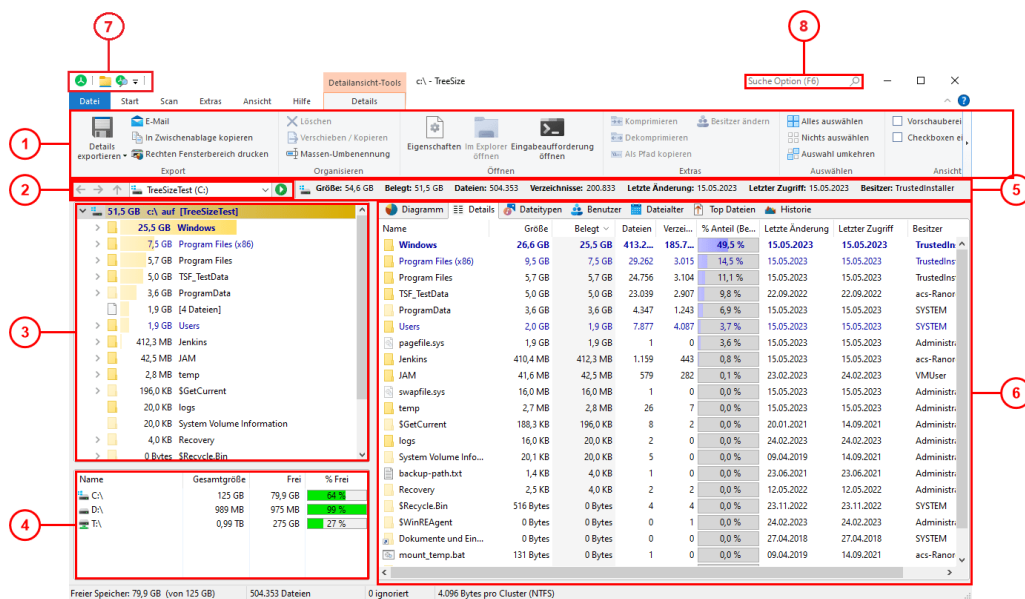 7
8
Detailansicht-Tools
c:\ - TreeSize
Suche Option (F6)
Datei Start Scan Extras Ansicht Hilfe Details
1
Details exportieren
E-Mail
In Zwischenablage kopieren
Rechten Fensterbereich drucken
Export
Löschen
Verschieben / Kopieren
Massen-Umbenennung
Organisieren
Eigenschaften
Im Explorer öffnen
Eingabeaufforderung öffnen
Öffnen
Komprimieren
Dekomprimieren
Als Pfad kopieren
Besitzer ändern
Extras
Alles auswählen
Nichts auswählen
Auswahl umkehren
Auswählen
Vorschauberei
Checkboxen ei
Ansicht
2
TreeSizeTest (C:)
Größe: 54,6 GB Belegt: 51,5 GB Dateien: 504.353 Verzeichnisse: 200.833 Letzte Änderung: 15.05.2023 Letzter Zugriff: 15.05.2023 Besitzer: TrustedInstaller
5
3
51,5 GB c:\ auf [TreeSizeTest]
25,5 GB Windows
7,5 GB Program Files (x86)
5,7 GB Program Files
5,0 GB TSF_TestData
3,6 GB ProgramData
1,9 GB [4 Dateien]
1,9 GB Users
412,3 MB Jenkins
42,5 MB JAM
2,8 MB temp
196,0 KB $GetCurrent
20,0 KB logs
20,0 KB System Volume Information
4,0 KB Recovery
0 Bytes $Recycle.Bin
4
Name Gesamtgröße Frei % Frei
C:\ 125 GB 79,9 GB 64 %
D:\ 989 MB 975 MB 99 %
T:\ 0,99 TB 275 GB 27 %
Diagramm Details Dateitypen Benutzer Dateialter Top Dateien Historie
Name Größe Belegt Dateien Verzei... % Anteil (Be... Letzte Änderung Letzter Zugriff Besitzer
Windows 26,6 GB 25,5 GB 413.2... 185.7... 49,5 % 15.05.2023 15.05.2023 TrustedIn
Program Files (x86) 9,5 GB 7,5 GB 29.262 3.015 14,5 % 15.05.2023 15.05.2023 TrustedIns
Program Files 5,7 GB 5,7 GB 24.756 3.104 11,1 % 15.05.2023 15.05.2023 TrustedIns
TSF_TestData 5,0 GB 5,0 GB 23.039 2.907 9,8 % 22.09.2022 22.09.2022 acs-Ranor
ProgramData 3,6 GB 3,6 GB 4.347 1.243 6,9 % 15.05.2023 15.05.2023 SYSTEM
Users 2,0 GB 1,9 GB 7.877 4.087 3,7 % 15.05.2023 15.05.2023 SYSTEM
pagefile.sys 1,9 GB 1,9 GB 1 0 3,6 % 15.05.2023 15.05.2023 Administra
Jenkins 410,4 MB 412,3 MB 1.159 443 0,8 % 15.05.2023 15.05.2023 acs-Ranor
JAM 41,6 MB 42,5 MB 579 282 0,1 % 23.02.2023 24.02.2023 VMUser
swapfile.sys 16,0 MB 16,0 MB 1 0 0,0 % 15.05.2023 15.05.2023 Administra
temp 2,7 MB 2,8 MB 26 7 0,0 % 15.05.2023 15.05.2023 Administra
$GetCurrent 188,3 KB 196,0 KB 8 2 0,0 % 20.01.2021 14.09.2021 Administra
logs 16,0 KB 20,0 KB 2 0 0,0 % 24.02.2023 24.02.2023 Administra
System Volume Info... 20,1 KB 20,0 KB 5 0 0,0 % 09.04.2019 14.09.2021 Administra
backup-path.txt 1,4 KB 4,0 KB 1 0 0,0 % 23.06.2021 23.06.2021 Administra
Recovery 2,5 KB 4,0 KB 2 2 0,0 % 12.05.2022 12.05.2022 Administra
$Recycle.Bin 516 Bytes 0 Bytes 4 4 0,0 % 23.11.2022 23.11.2022 SYSTEM
$WinREAgent 0 Bytes 0 Bytes 0 1 0,0 % 24.02.2023 24.02.2023 Administra
Dokumente und Ein... 0 Bytes 0 Bytes 0 0 0,0 % 27.04.2018 27.04.2018 SYSTEM
mount_temp.bat 131 Bytes 0 Bytes 1 0 0,0 % 09.04.2019 14.09.2021 acs-Ranor
6
Freier Speicher: 79,9 GB (von 125 GB) 504.353 Dateien 0 ignoriert 4.096 Bytes pro Cluster (NTFS)